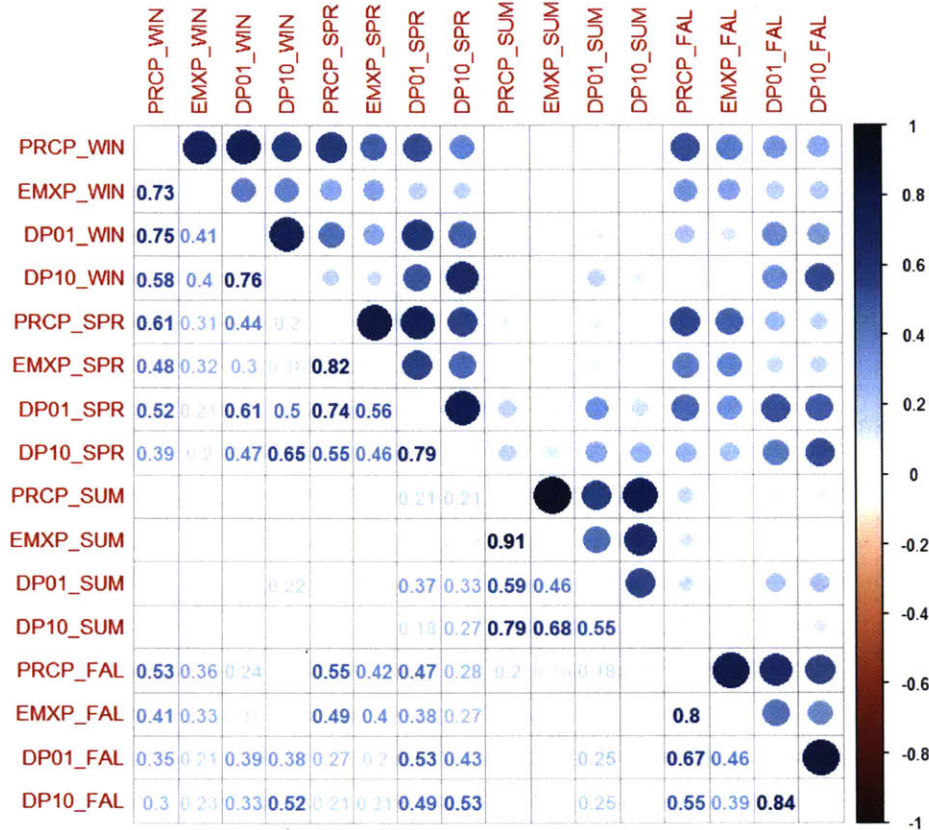 PRCP_WIN EMXP_WIN DP01_WIN DP10_WIN PRCP_SPR EMXP_SPR DP01_SPR DP10_SPR PRCP_SUM EMXP_SUM DP01_SUM DP10_SUM PRCP_FAL EMXP_FAL DP01_FAL DP10_FAL
PRCP_WIN
EMXP_WIN 0.73
DP01_WIN 0.75 0.41
DP10_WIN 0.58 0.4 0.76
PRCP_SPR 0.61 0.31 0.44 0.2
EMXP_SPR 0.48 0.32 0.3 0.82
DP01_SPR 0.52 0.61 0.5 0.74 0.56
DP10_SPR 0.39 0.2 0.47 0.65 0.55 0.46 0.79
PRCP_SUM 0.21 0.21
EMXP_SUM 0.91
DP01_SUM 0.22 0.37 0.33 0.59 0.46
DP10_SUM 0.18 0.27 0.79 0.68 0.55
PRCP_FAL 0.53 0.36 0.24 0.55 0.42 0.47 0.28 0.2 0.18
EMXP_FAL 0.41 0.33 0.49 0.4 0.38 0.27 0.8
DP01_FAL 0.35 0.21 0.39 0.38 0.27 0.2 0.53 0.43 0.25 0.67 0.46
DP10_FAL 0.3 0.23 0.33 0.52 0.21 0.21 0.49 0.53 0.25 0.55 0.39 0.84
1
0.8
0.6
0.4
0.2
0
-0.2
-0.4
-0.6
-0.8
-1